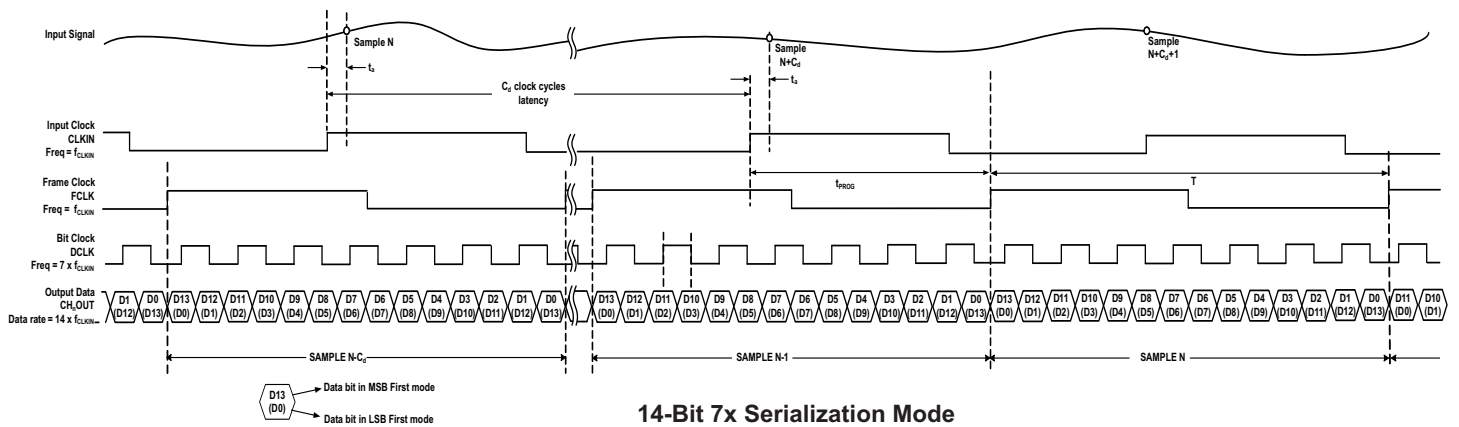 Input Signal
Sample N
Sample
N+Cd
Sample
N+Cd+1
ta
ta
Cd clock cycles
latency
Input Clock
CLKIN
Freq = fCLKIN
tPROG
T
Frame Clock
FCLK
Freq = fCLKIN
Bit Clock
DCLK
Freq = 7 x fCLKIN
Output Data
CHnOUT
Data rate = 14 x fCLKIN
D1 D0 D13 D12 D11 D10 D9 D8 D7 D6 D5 D4 D3 D2 D1 D0 D13 D12 D11 D10 D9 D8 D7 D6 D5 D4 D3 D2 D1 D0 D13 D12 D11 D10 D9 D8 D7 D6 D5 D4 D3 D2 D1 D0 D11 D10
(D12) (D13) (D0) (D1) (D2) (D3) (D4) (D5) (D6) (D7) (D8) (D9) (D10) (D11) (D12) (D13) (D0) (D1) (D2) (D3) (D4) (D5) (D6) (D7) (D8) (D9) (D10) (D11) (D12) (D13) (D0) (D1) (D2) (D3) (D4) (D5) (D6) (D7) (D8) (D9) (D10) (D11) (D12) (D13) (D0) (D1)
SAMPLE N-Cd
SAMPLE N-1
SAMPLE N
D13
(D0)
Data bit in MSB First mode
Data bit in LSB First mode
14-Bit 7x Serialization Mode